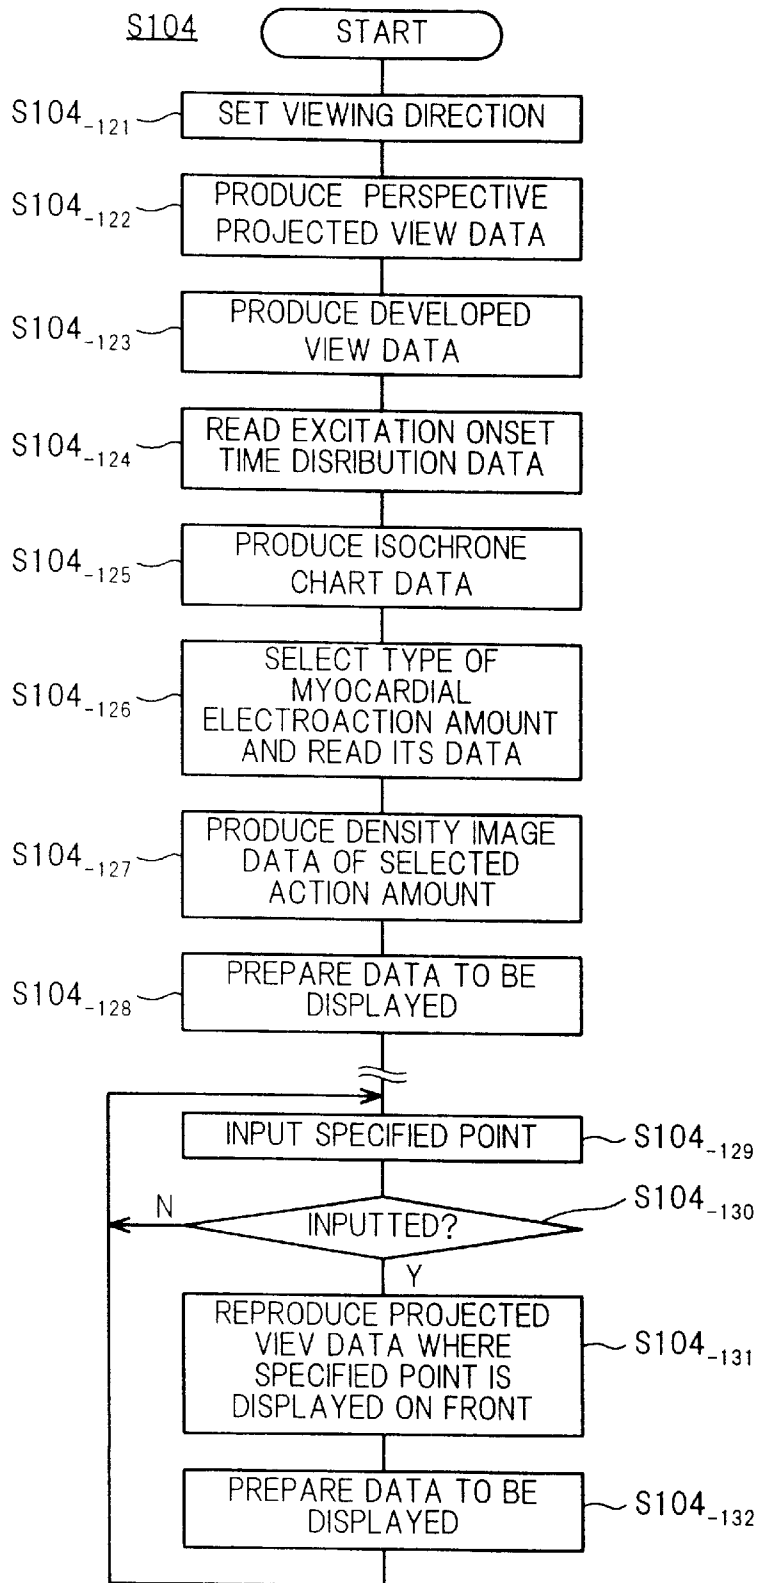 S104
START
S104-121
SET VIEWING DIRECTION
S104-122
PRODUCE PERSPECTIVE
PROJECTED VIEW DATA
S104-123
PRODUCE DEVELOPED
VIEW DATA
S104-124
READ EXCITATION ONSET
TIME DISRIBUTION DATA
S104-125
PRODUCE ISOCHRONE
CHART DATA
S104-126
SELECT TYPE OF
MYOCARDIAL
ELECTROACTION AMOUNT
AND READ ITS DATA
S104-127
PRODUCE DENSITY IMAGE
DATA OF SELECTED
ACTION AMOUNT
S104-128
PREPARE DATA TO BE
DISPLAYED
INPUT SPECIFIED POINT
S104-129
N
INPUTTED?
S104-130
Y
REPRODUCE PROJECTED
VIEV DATA WHERE
SPECIFIED POINT IS
DISPLAYED ON FRONT
S104-131
PREPARE DATA TO BE
DISPLAYED
S104-132